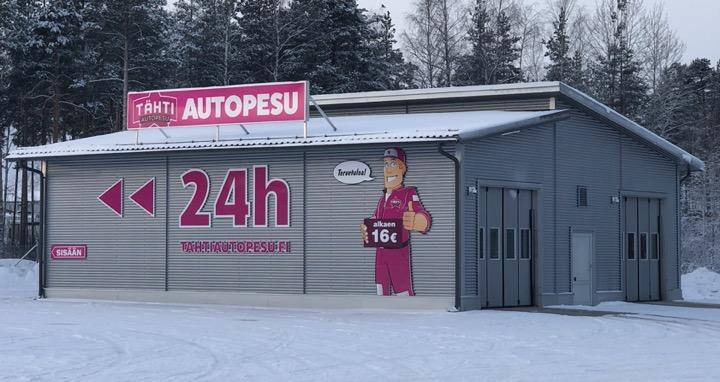 TÄHTI
AUTOPESU
AUTOPESU
24h
TAHTIAUTOPESU.FI
SISÄÄN
Tervetuloa!
alkaen
16€